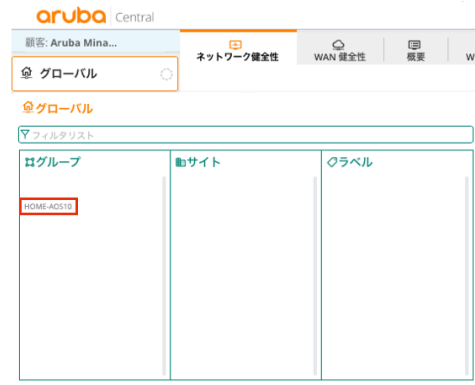 aruba Central
顧客: Aruba Mina...
グローバル
ネットワーク健全性
WAN 健全性
概要
W
グローバル
フィルタリスト
グループ
サイト
ラベル
HOME-AOS10